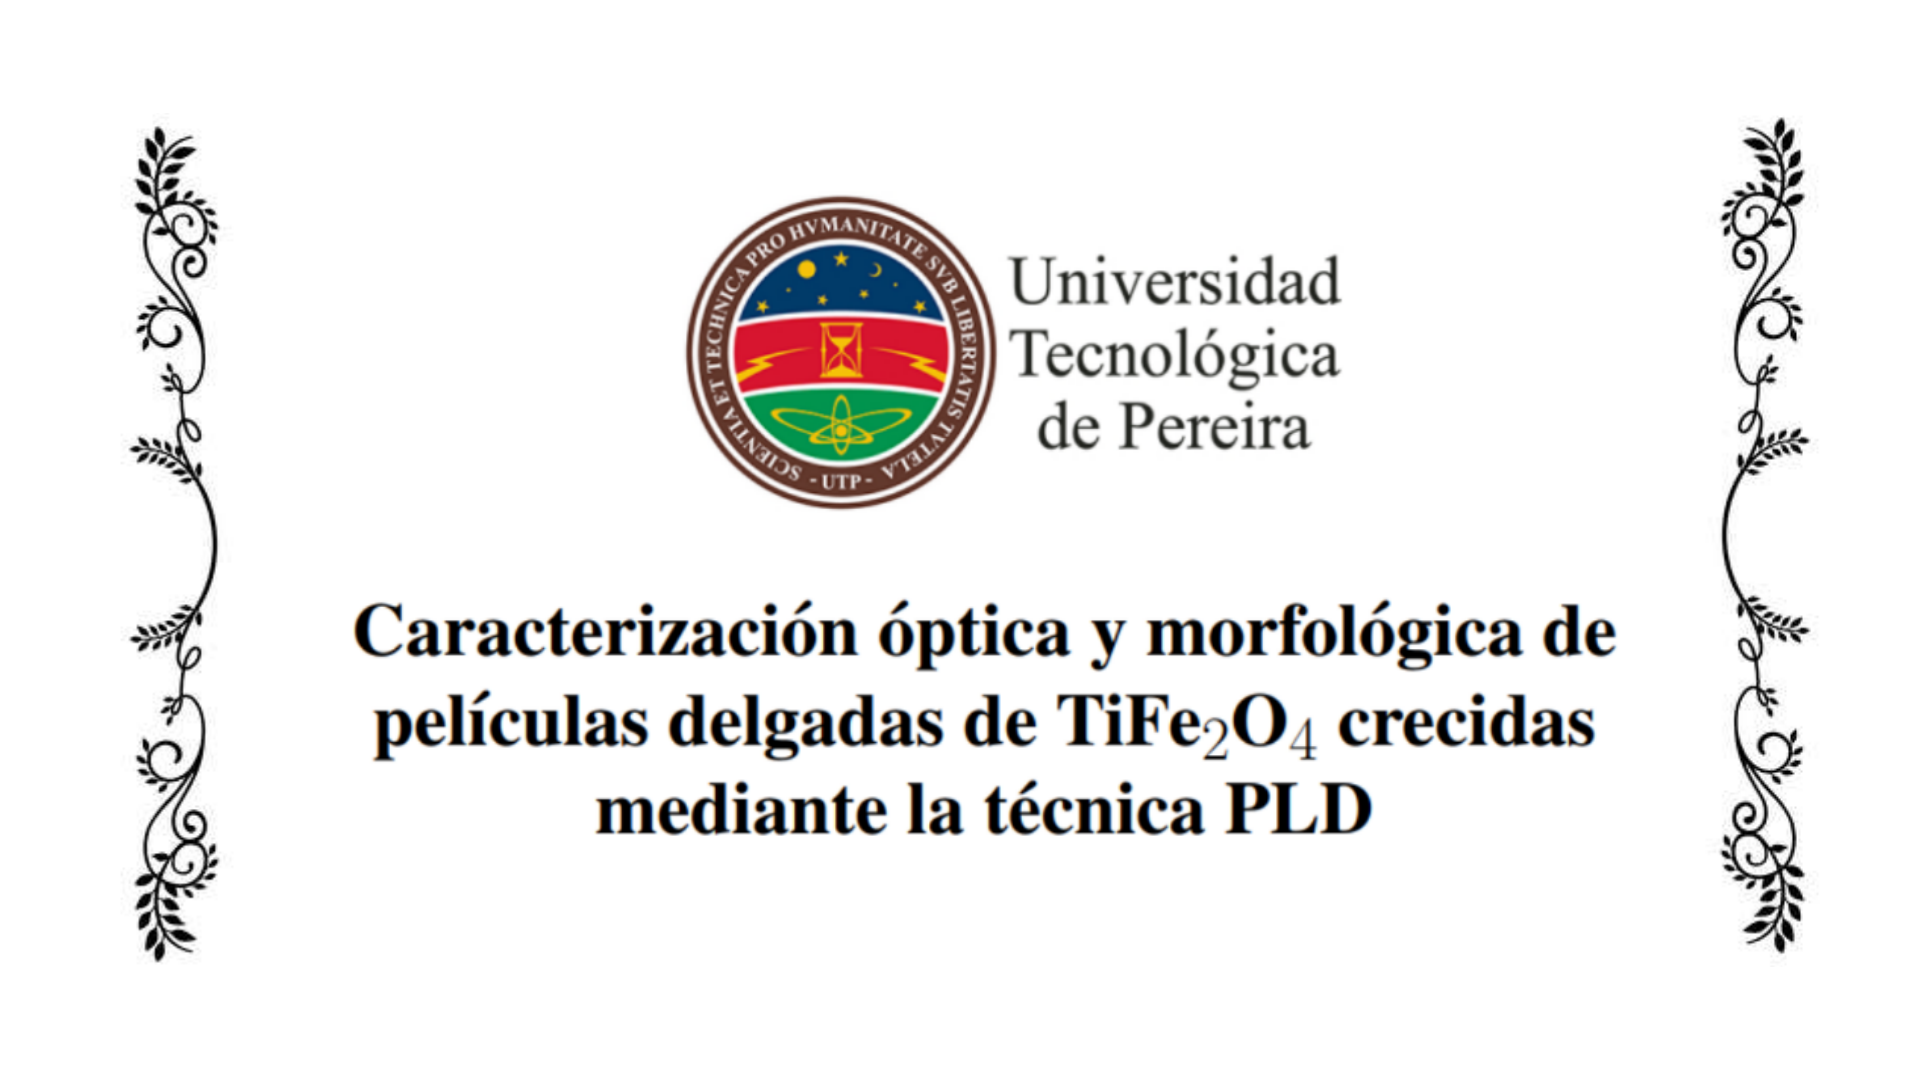 SCIENTIA ET TECHNICA PRO HVMANITATE SVB LIBERTATIS TVTELA
- UTP -
Universidad
Tecnológica
de Pereira
Caracterización óptica y morfológica de
películas delgadas de TiFe₂O₄ crecidas
mediante la técnica PLD